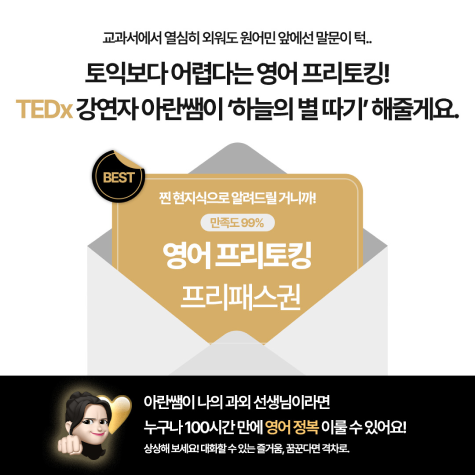 교과서에서 열심히 외워도 원어민 앞에선 말문이 턱..
토익보다 어렵다는 영어 프리토킹!
TEDx 강연자 아란쌤이 ‘하늘의 별 따기’ 해줄게요.
BEST
찐 현지식으로 알려드릴 거니까!
만족도 99%
영어 프리토킹
프리패스권
아란쌤이 나의 과외 선생님이라면
누구나 100시간 만에 영어 정복 이룰 수 있어요!
상상해 보세요! 대화할 수 있는 즐거움, 꿈꾼다면 격차로.